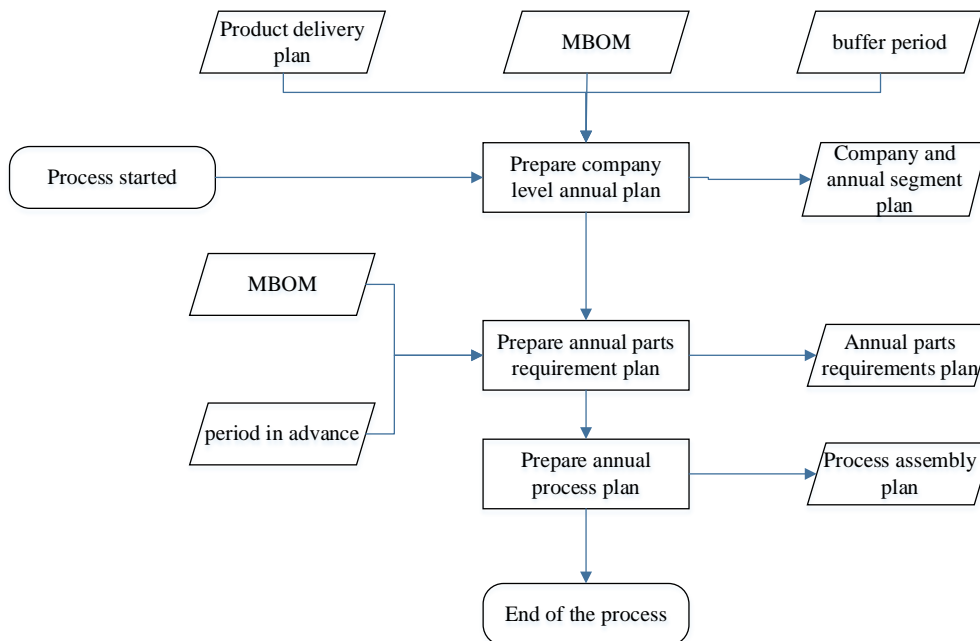 Product delivery
plan
MBOM
buffer period
Process started
Prepare company
level annual plan
Company and
annual segment
plan
MBOM
Prepare annual parts
requirement plan
Annual parts
requirements plan
period in advance
Prepare annual
process plan
Process assembly
plan
End of the process